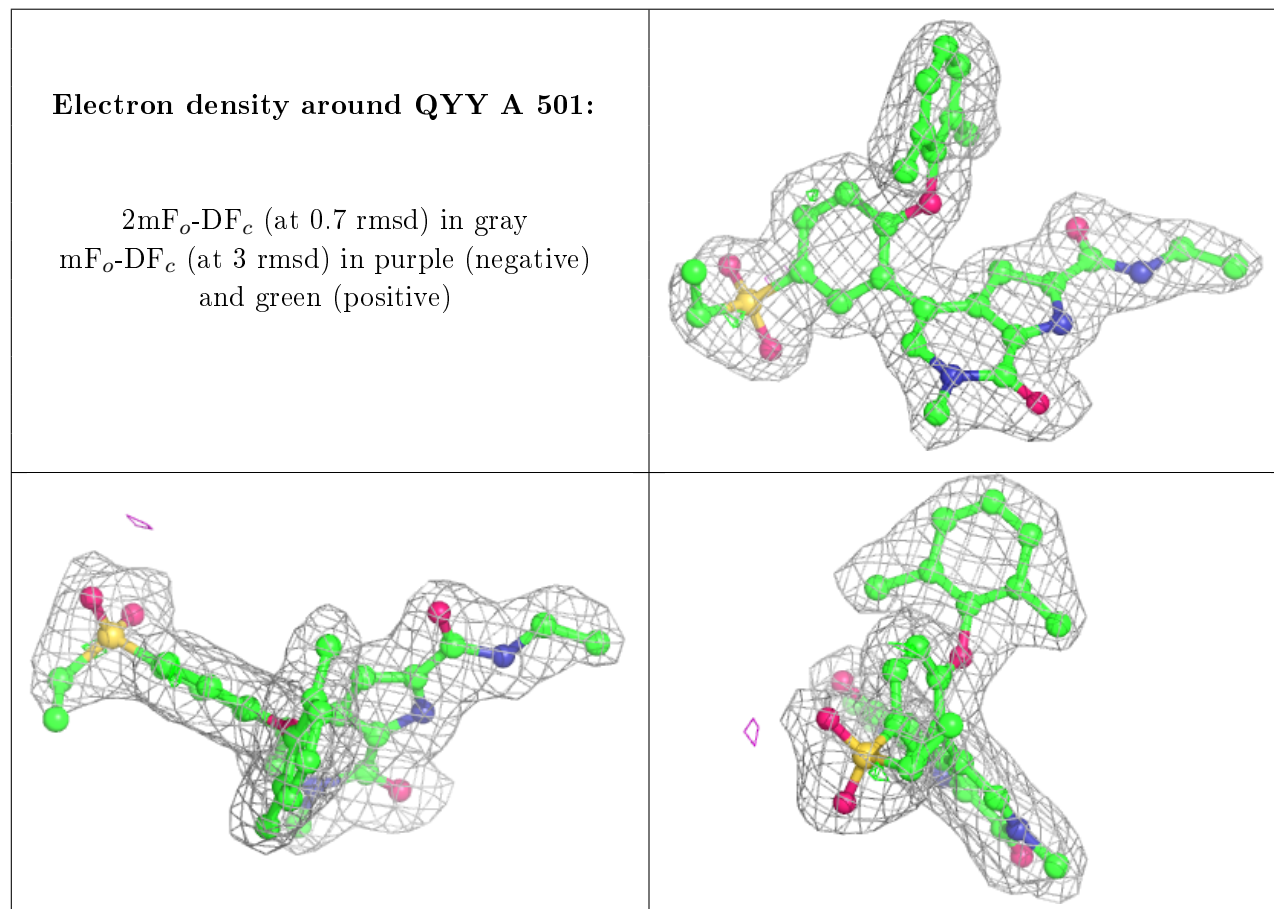 Electron density around QYY A 501:
2mFo-DFc (at 0.7 rmsd) in gray
mFo-DFc (at 3 rmsd) in purple (negative)
and green (positive)